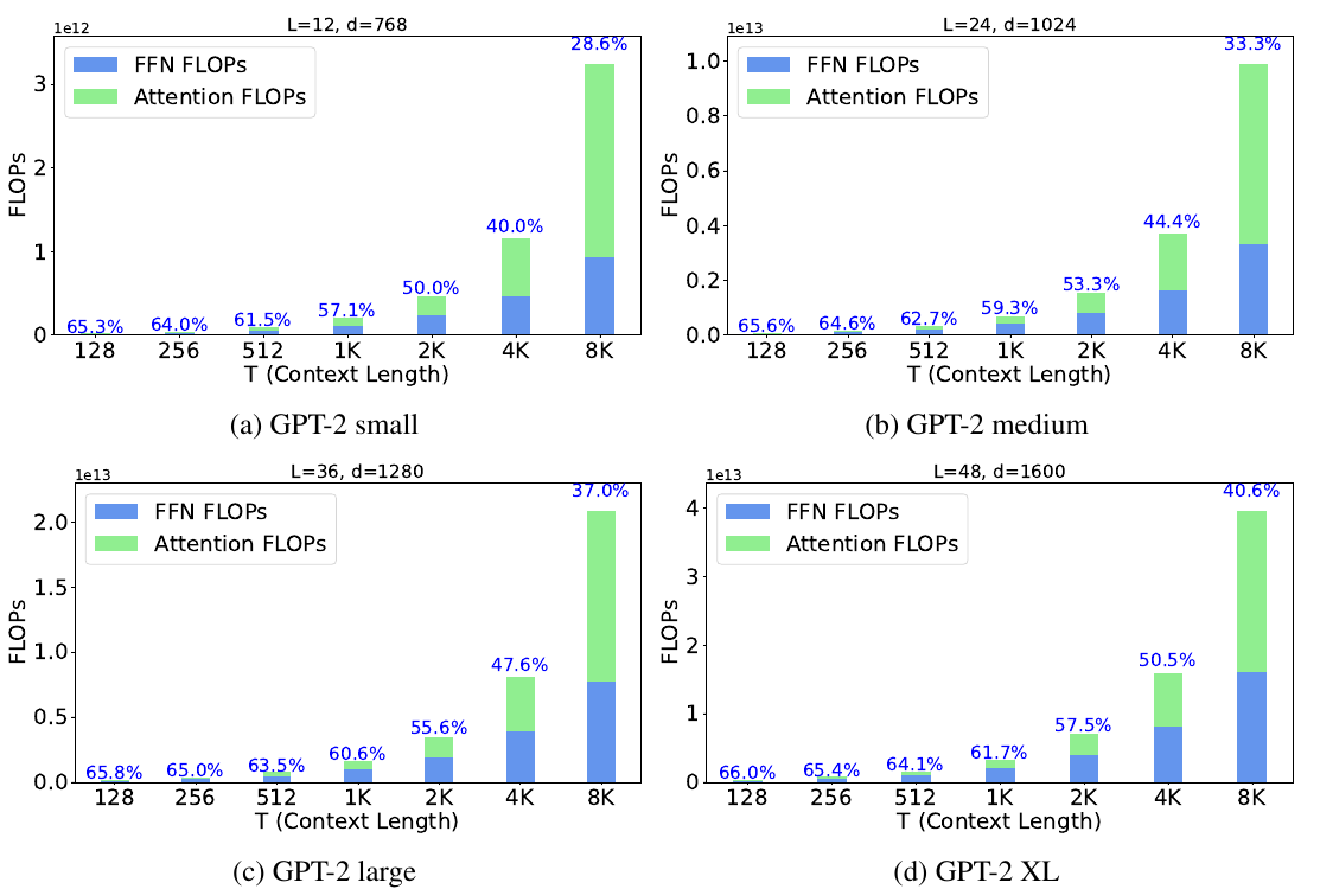 L=12, d=768
1e12
FFN FLOPs
Attention FLOPs
FLOPs
3
2
1
0
65.3%
64.0%
61.5%
57.1%
50.0%
40.0%
28.6%
128 256 512 1K 2K 4K 8K
T (Context Length)
(a) GPT-2 small
L=24, d=1024
1e13
FFN FLOPs
Attention FLOPs
FLOPs
1.0
0.8
0.6
0.4
0.2
0.0
65.6%
64.6%
62.7%
59.3%
53.3%
44.4%
33.3%
128 256 512 1K 2K 4K 8K
T (Context Length)
(b) GPT-2 medium
L=36, d=1280
1e13
FFN FLOPs
Attention FLOPs
FLOPs
2.0
1.5
1.0
0.5
0.0
65.8%
65.0%
63.5%
60.6%
55.6%
47.6%
37.0%
128 256 512 1K 2K 4K 8K
T (Context Length)
(c) GPT-2 large
L=48, d=1600
1e13
FFN FLOPs
Attention FLOPs
FLOPs
4
3
2
1
0
66.0%
65.4%
64.1%
61.7%
57.5%
50.5%
40.6%
128 256 512 1K 2K 4K 8K
T (Context Length)
(d) GPT-2 XL